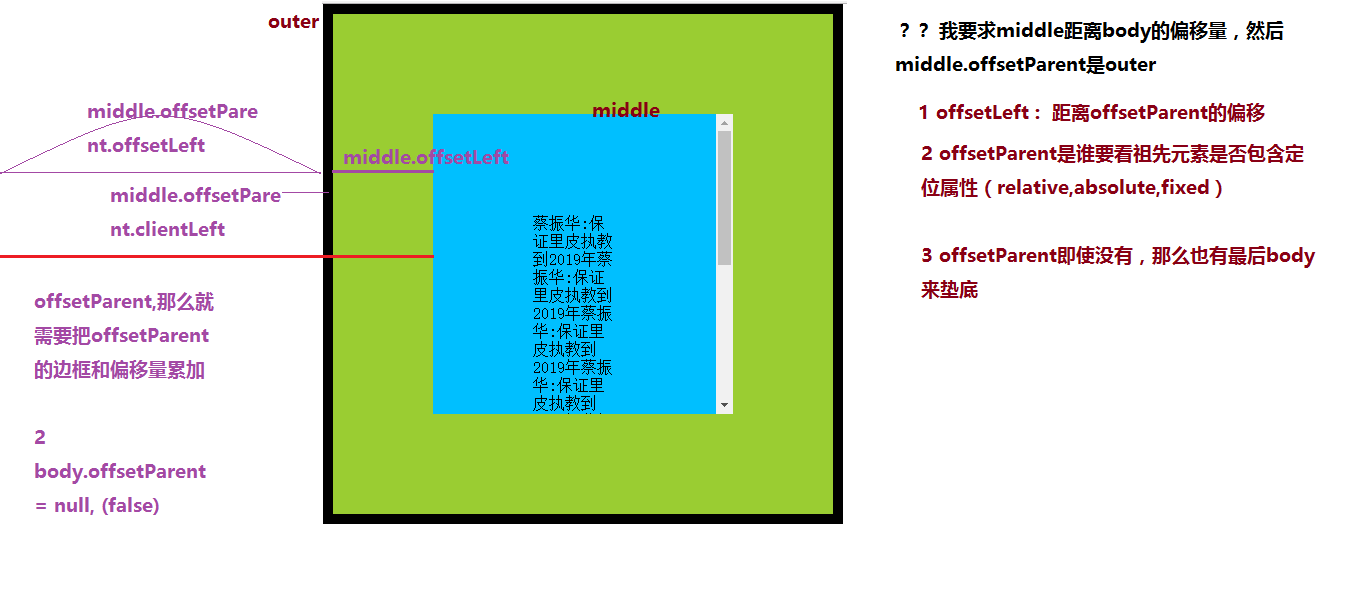 outer
middle.offsetPare
nt.offsetLeft
middle.offsetPare
nt.clientLeft
offsetParent,那么就
需要把offsetParent
的边框和偏移量累加
2
body.offsetParent
= null, (false)
middle
middle.offsetLeft
蔡振华:保
证里皮执教
到2019年蔡
振华:保证
里皮执教到
2019年蔡振
华:保证里
皮执教到
2019年蔡振
华:保证里
皮执教到
？？ 我要求middle距离body的偏移量，然后
middle.offsetParent是outer
1 offsetLeft： 距离offsetParent的偏移
2 offsetParent是谁要看祖先元素是否包含定
位属性（relative,absolute,fixed）
3 offsetParent即使没有，那么也有最后body
来垫底